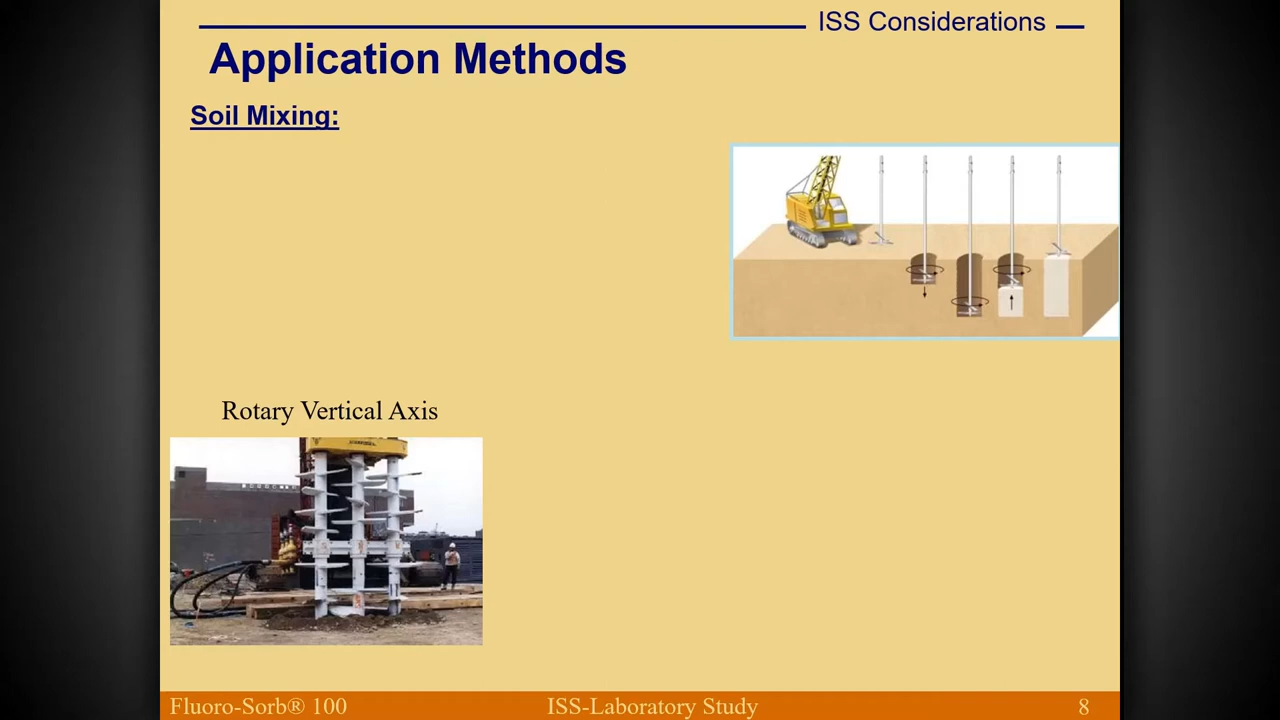 ISS Considerations
Application Methods
Soil Mixing:
Rotary Vertical Axis
Fluoro-Sorb® 100
ISS-Laboratory Study
8